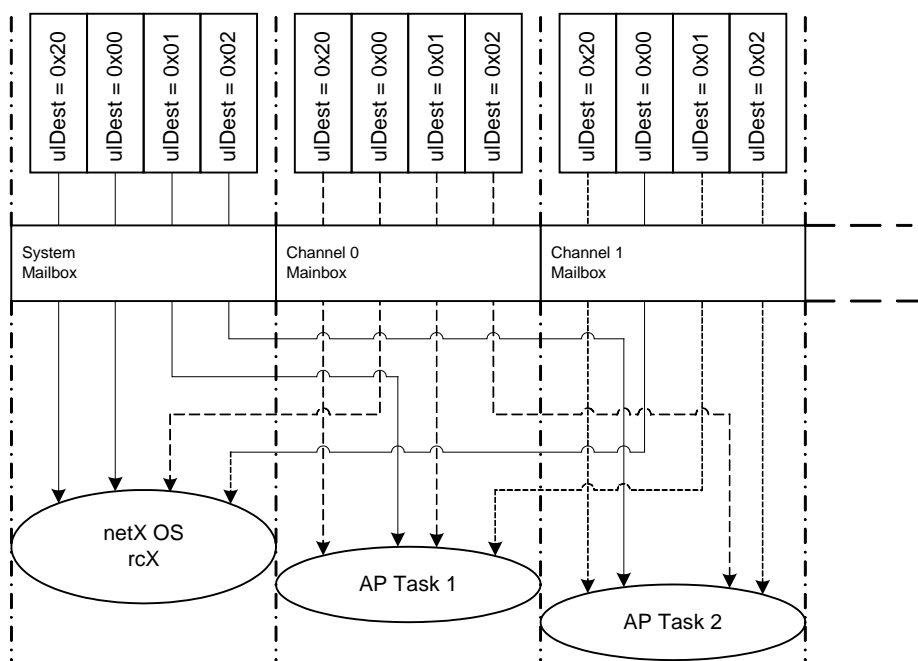 ulDest = 0x20
ulDest = 0x00
ulDest = 0x01
ulDest = 0x02
ulDest = 0x20
ulDest = 0x00
ulDest = 0x01
ulDest = 0x02
ulDest = 0x20
ulDest = 0x00
ulDest = 0x01
ulDest = 0x02
System
Mailbox
Channel 0
Mainbox
Channel 1
Mailbox
netX OS
rcX
AP Task 1
AP Task 2